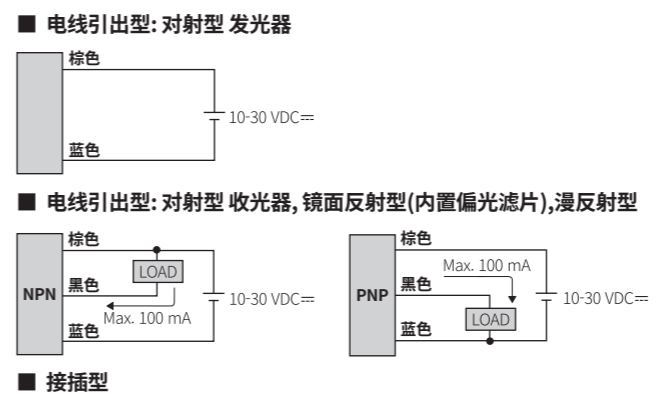 ■ 电线引出型: 对射型 发光器
棕色
10-30 VDC⎓
蓝色
■ 电线引出型: 对射型 收光器, 镜面反射型(内置偏光滤片),漫反射型
棕色
LOAD
NPN
黑色
10-30 VDC⎓
Max. 100 mA
蓝色
棕色
Max. 100 mA
黑色
PNP
10-30 VDC⎓
LOAD
蓝色
■ 接插型